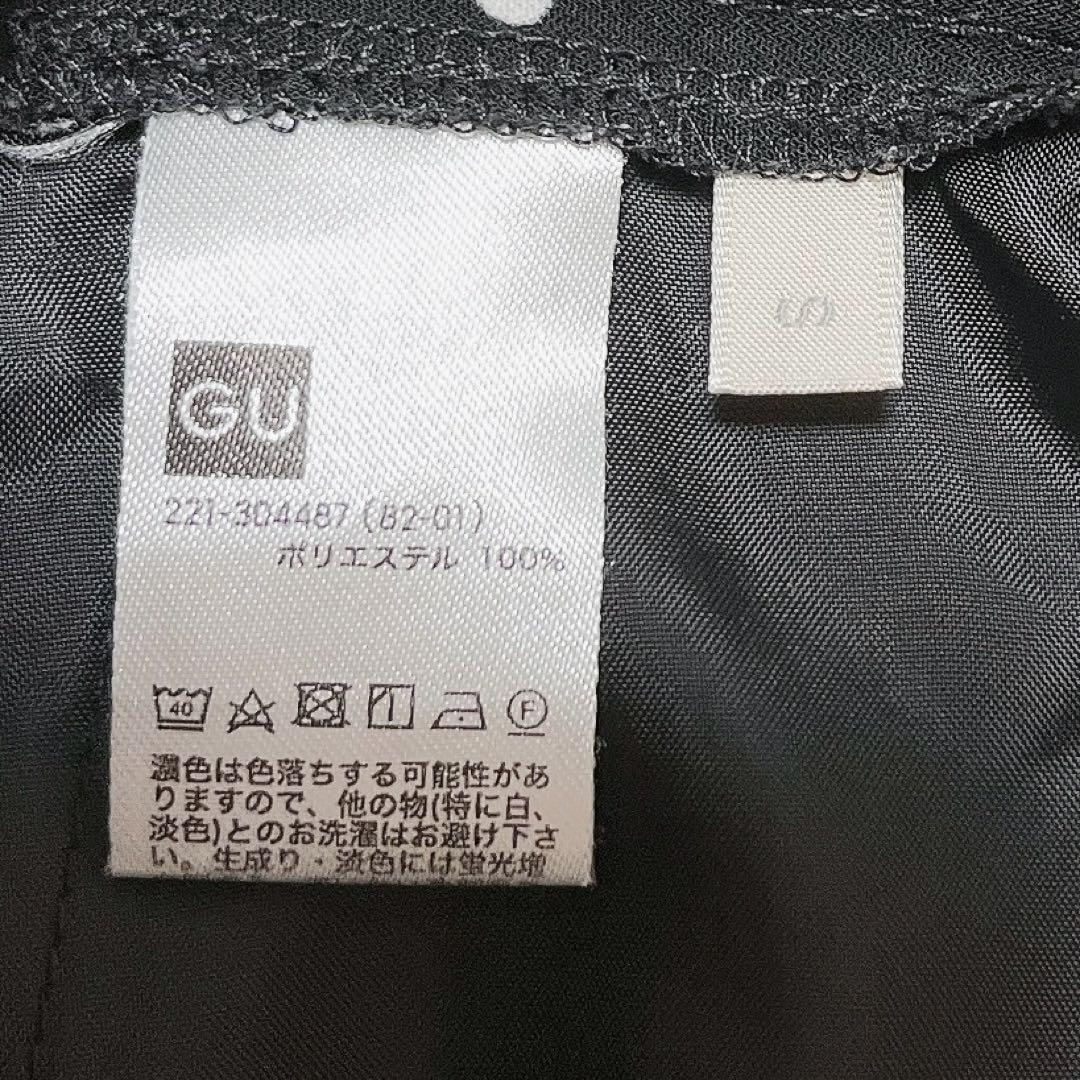 GU
S
221-304487 (82-01)
ポリエステル 100%
40 F
濃色は色落ちする可能性があ
りますので、他の物(特に白、
淡色)とのお洗濯はお避け下さ
い。生成り・淡色には蛍光増